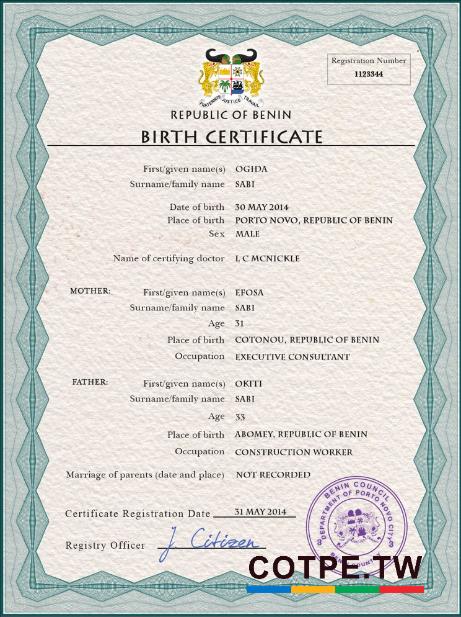 Registration Number
1123344
FRATERNITE JUSTICE TRAVAIL
REPUBLIC OF BENIN
BIRTH CERTIFICATE
First/given name(s) OGIDA
Surname/family name SABI
Date of birth 30 MAY 2014
Place of birth PORTO NOVO, REPUBLIC OF BENIN
Sex MALE
Name of certifying doctor L C MCNICKLE
MOTHER: First/given name(s) EFOSA
Surname/family name SABI
Age 31
Place of birth COTONOU, REPUBLIC OF BENIN
Occupation EXECUTIVE CONSULTANT
FATHER: First/given name(s) OKITI
Surname/family name SABI
Age 33
Place of birth ABOMEY, REPUBLIC OF BENIN
Occupation CONSTRUCTION WORKER
Marriage of parents (date and place) NOT RECORDED
Certificate Registration Date 31 MAY 2014
Registry Officer J. Citizen
BENIN COUNCIL
DEPARTMENT OF PORTO NOVO CITY
COTPE.TW